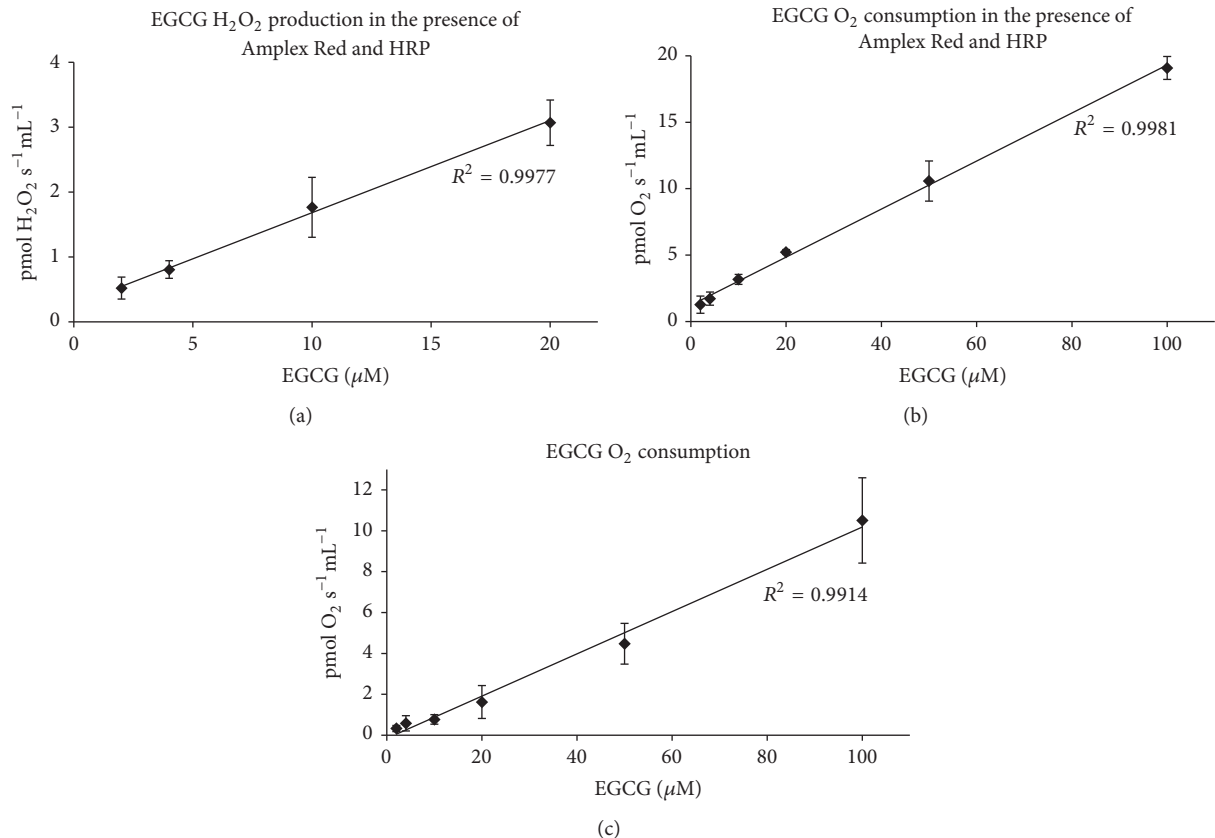 EGCG H₂O₂ production in the presence of
Amplex Red and HRP
4
3
2
1
0
pmol H₂O₂ s⁻¹ mL⁻¹
R² = 0.9977
0 5 10 15 20
EGCG (μM)
(a)
EGCG O₂ consumption in the presence of
Amplex Red and HRP
20
15
10
5
0
pmol O₂ s⁻¹ mL⁻¹
R² = 0.9981
0 20 40 60 80 100
EGCG (μM)
(b)
EGCG O₂ consumption
12
10
8
6
4
2
0
pmol O₂ s⁻¹ mL⁻¹
R² = 0.9914
0 20 40 60 80 100
EGCG (μM)
(c)